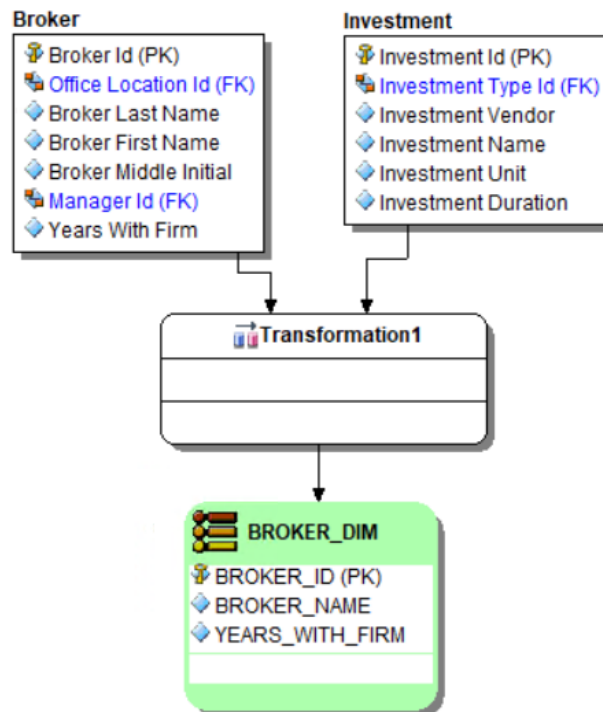 Broker
Broker Id (PK)
Office Location Id (FK)
Broker Last Name
Broker First Name
Broker Middle Initial
Manager Id (FK)
Years With Firm
Investment
Investment Id (PK)
Investment Type Id (FK)
Investment Vendor
Investment Name
Investment Unit
Investment Duration
Transformation1
BROKER_DIM
BROKER_ID (PK)
BROKER_NAME
YEARS_WITH_FIRM